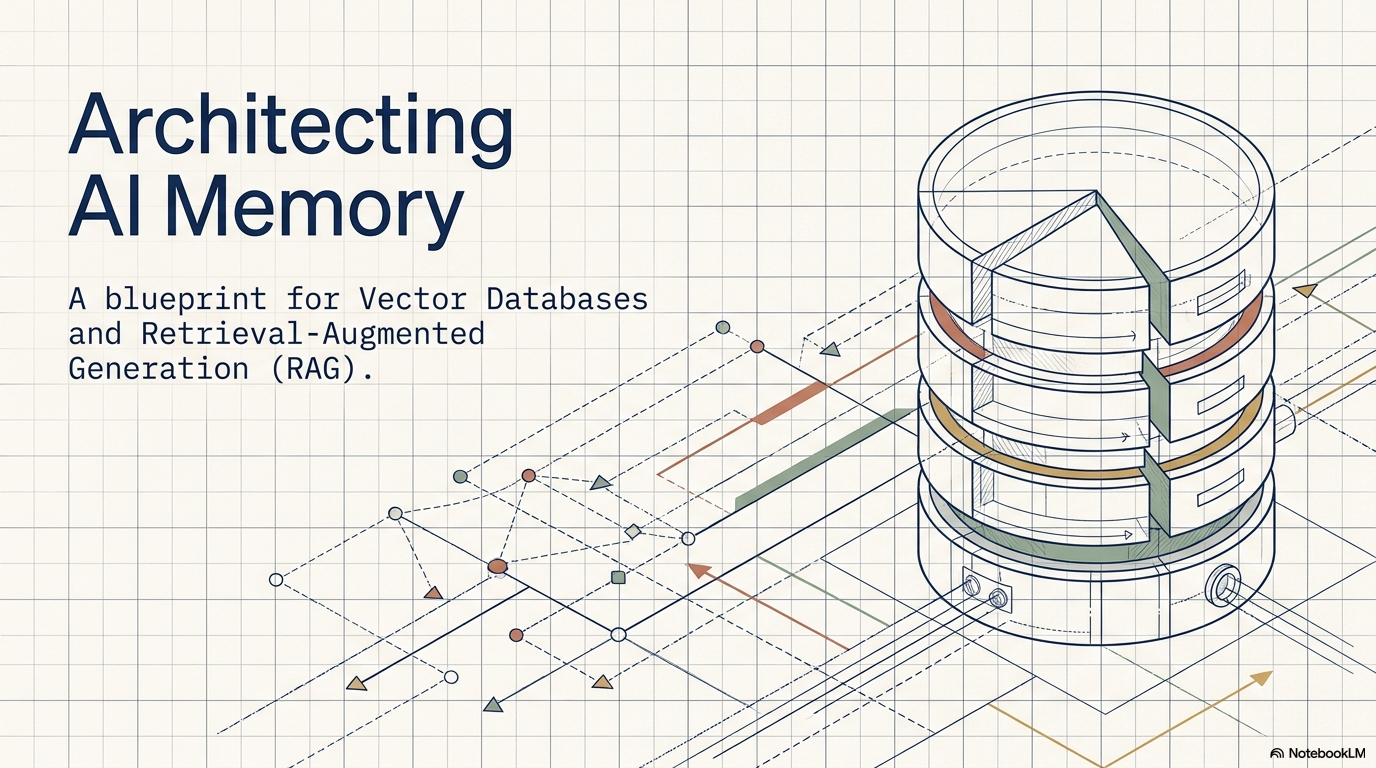 Architecting
AI Memory
A blueprint for Vector Databases
and Retrieval-Augmented
Generation (RAG).
NotebookLM